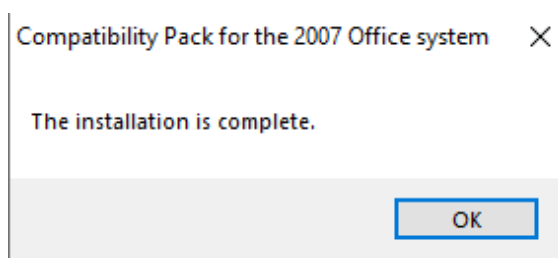 Compatibility Pack for the 2007 Office system
The installation is complete.
OK